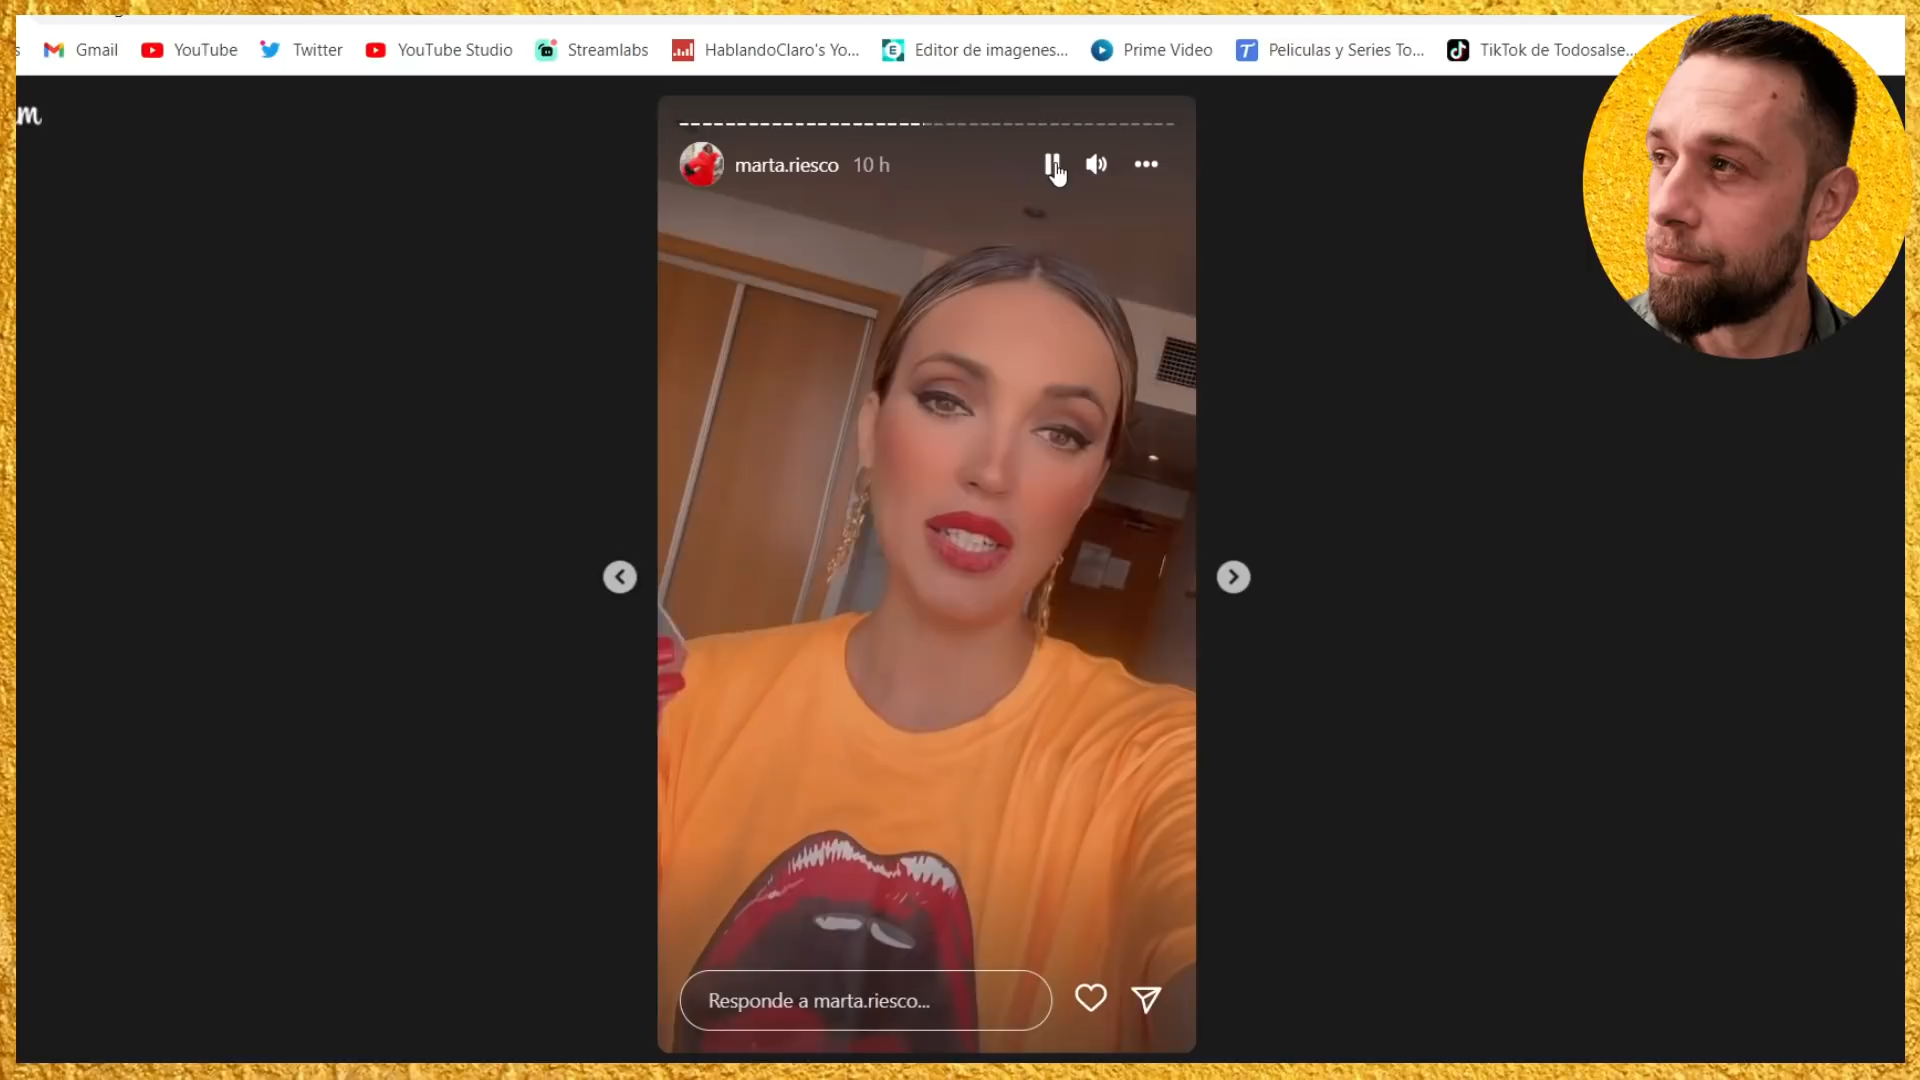 Gmail YouTube Twitter YouTube Studio Streamlabs HablandoClaro's Yo... Editor de imagenes... Prime Video Peliculas y Series To... TikTok de Todosalse...
m
marta.riesco 10 h
Responde a marta.riesco...